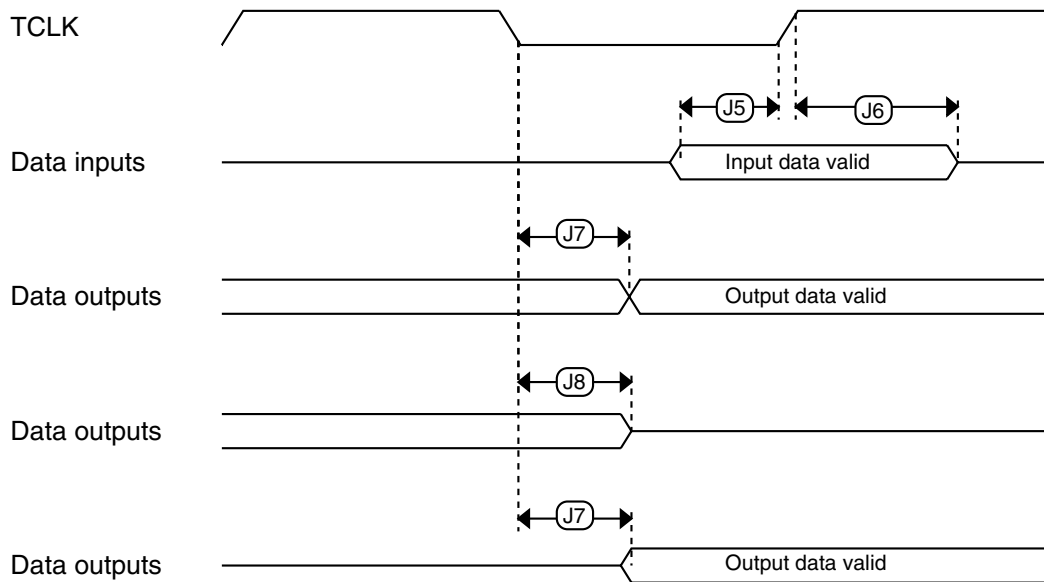 TCLK
J5
J6
Data inputs
Input data valid
J7
Data outputs
Output data valid
J8
Data outputs
J7
Data outputs
Output data valid